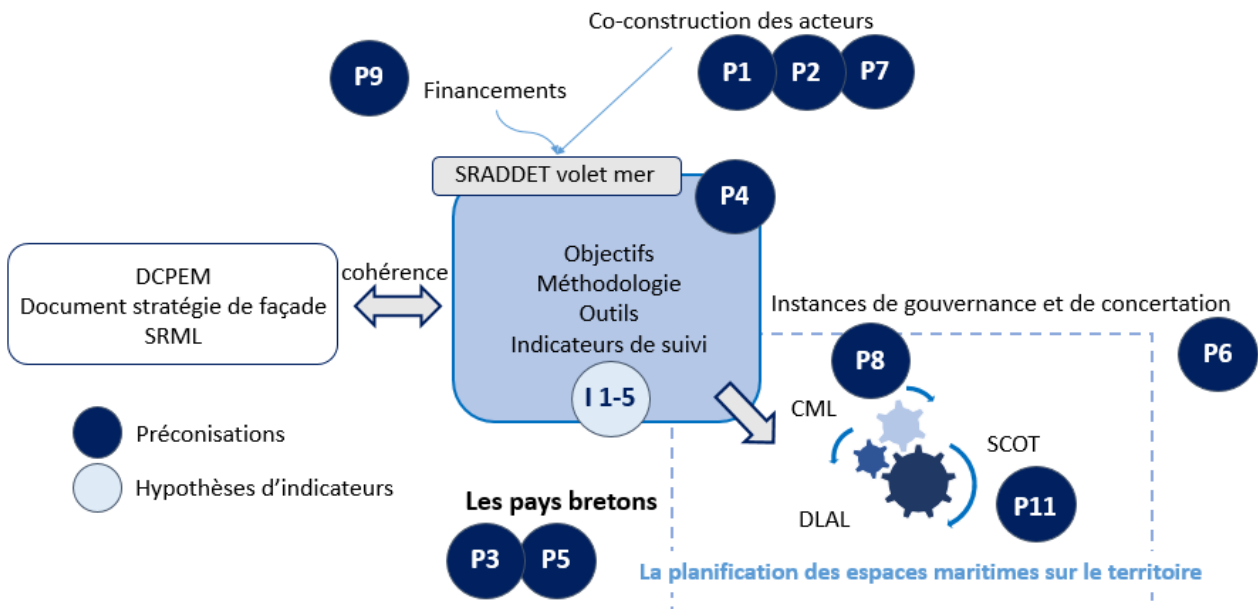 Co-construction des acteurs
P9
P1
P2
P7
Financements
SRADDET volet mer
P4
DCPEM
Document stratégie de façade
SRML
cohérence
Objectifs
Méthodologie
Outils
Indicateurs de suivi
I 1-5
Instances de gouvernance et de concertation
P6
P8
CML
SCOT
P11
DLAL
Préconisations
Hypothèses d’indicateurs
Les pays bretons
P3
P5
La planification des espaces maritimes sur le territoire